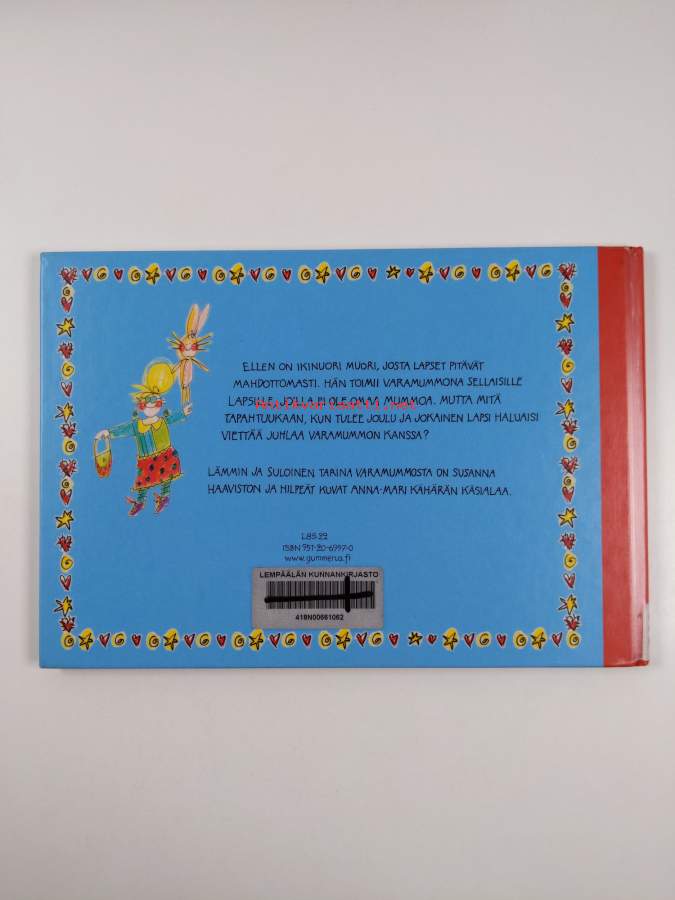 ELLEN ON IKINUORI MUORI, JOSTA LAPSET PITÄVÄT
MAHDOTTOMASTI. HÄN TOIMII VARAMUMMONA SELLAISILLE
LAPSILLE, JOLLA EI OLE OMAA MUMMOA. MUTTA MITÄ
TAPAHTUUKAAN, KUN TULEE JOULU JA JOKAINEN LAPSI HALUAISI
VIETTÄÄ JUHLAA VARAMUMMON KANSSA?
LÄMMIN JA SULOINEN TARINA VARAMUMMOSTA ON SUSANNA
HAAVISTON JA HILPEÄT KUVAT ANNA-MARI KÄHÄRÄN KÄSIALAA.
L85.22
ISBN 951-20-6997-0
www.gummerus.fi
LEMPÄÄLÄN KUNNANKIRJASTO
419N00661062